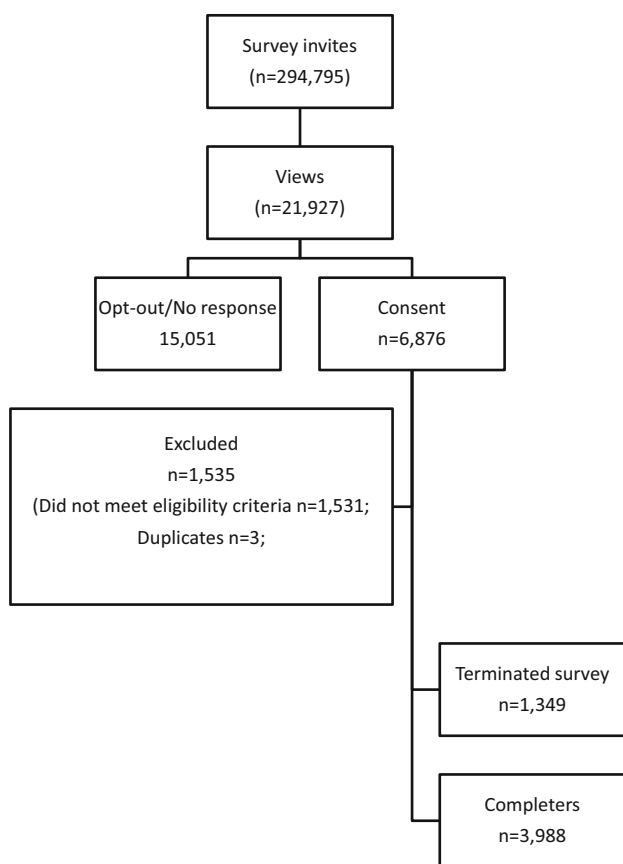 Survey invites
(n=294,795)
Views
(n=21,927)
Opt-out/No response
15,051
Consent
n=6,876
Excluded
n=1,535
(Did not meet eligibility criteria n=1,531;
Duplicates n=3;
Terminated survey
n=1,349
Completers
n=3,988